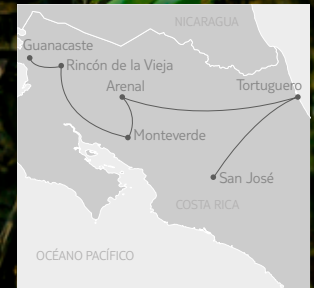 NICARAGUA
Guanacaste
Rincón de la Vieja
Arenal
Tortuguero
Monteverde
San José
COSTA RICA
OCÉANO PACÍFICO